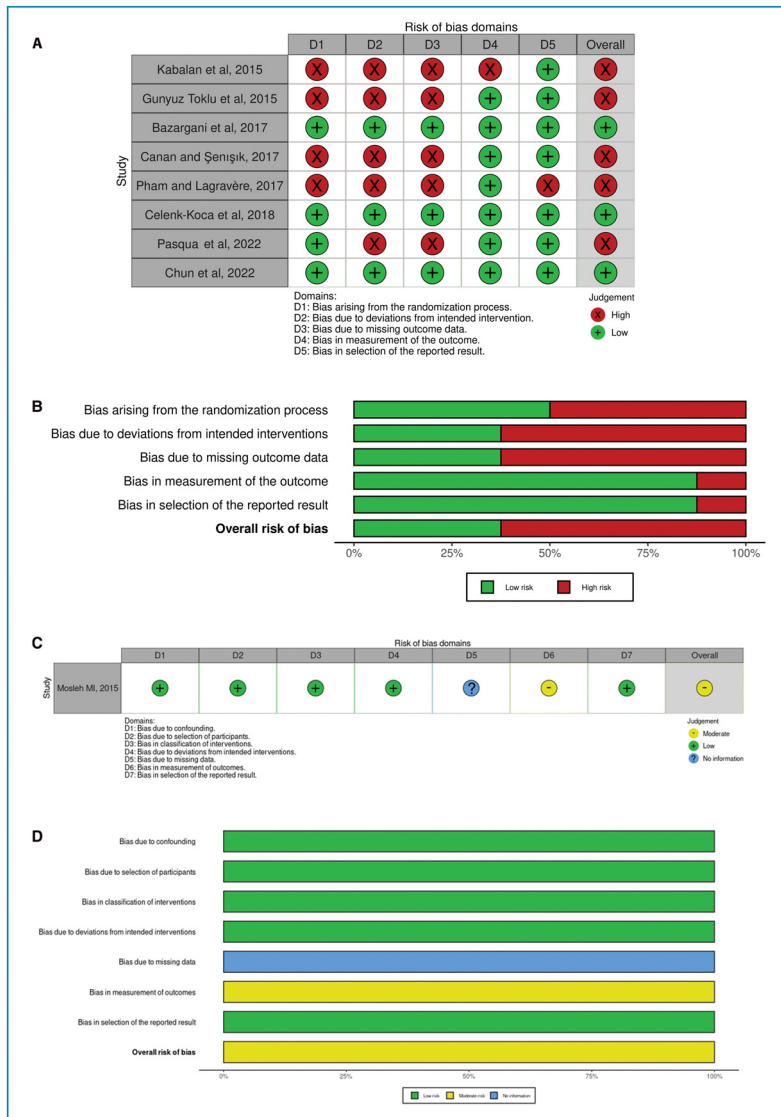 A
Risk of bias domains
D1 D2 D3 D4 D5 Overall
Study
Kabalan et al, 2015 X X X X + X
Gunyuz Toklu et al, 2015 X X X + + X
Bazargani et al, 2017 + + + + + +
Canan and Şenışık, 2017 X X X + + X
Pham and Lagravère, 2017 X X X + X X
Celenk-Koca et al, 2018 + + + + + +
Pasqua et al, 2022 + X X + + X
Chun et al, 2022 + + + + + +
Domains:
D1: Bias arising from the randomization process.
D2: Bias due to deviations from intended intervention.
D3: Bias due to missing outcome data.
D4: Bias in measurement of the outcome.
D5: Bias in selection of the reported result.
Judgement
X High
+ Low
B
Bias arising from the randomization process
Bias due to deviations from intended interventions
Bias due to missing outcome data
Bias in measurement of the outcome
Bias in selection of the reported result
Overall risk of bias
0% 25% 50% 75% 100%
Low risk High risk
C
Risk of bias domains
D1 D2 D3 D4 D5 D6 D7 Overall
Study
Mosleh MI, 2015 + + + + ? - + -
Domains:
D1: Bias due to confounding.
D2: Bias due to selection of participants.
D3: Bias in classification of interventions.
D4: Bias due to deviations from intended interventions.
D5: Bias due to missing data.
D6: Bias in measurement of outcomes.
D7: Bias in selection of the reported result.
Judgement
- Moderate
+ Low
? No information
D
Bias due to confounding
Bias due to selection of participants
Bias in classification of interventions
Bias due to deviations from intended interventions
Bias due to missing data
Bias in measurement of outcomes
Bias in selection of the reported result
Overall risk of bias
0% 25% 50% 75% 100%
Low risk Moderate risk No information